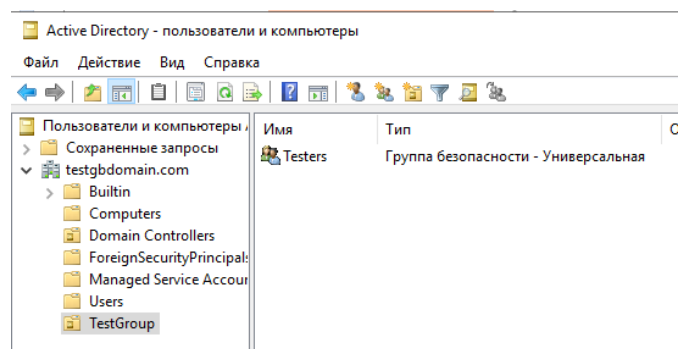 Active Directory - пользователи и компьютеры
Файл Действие Вид Справка
Пользователи и компьютеры
Имя Тип
Сохраненные запросы
Testers Группа безопасности - Универсальная
testgbdomain.com
Builtin
Computers
Domain Controllers
ForeignSecurityPrincipals
Managed Service Accour
Users
TestGroup